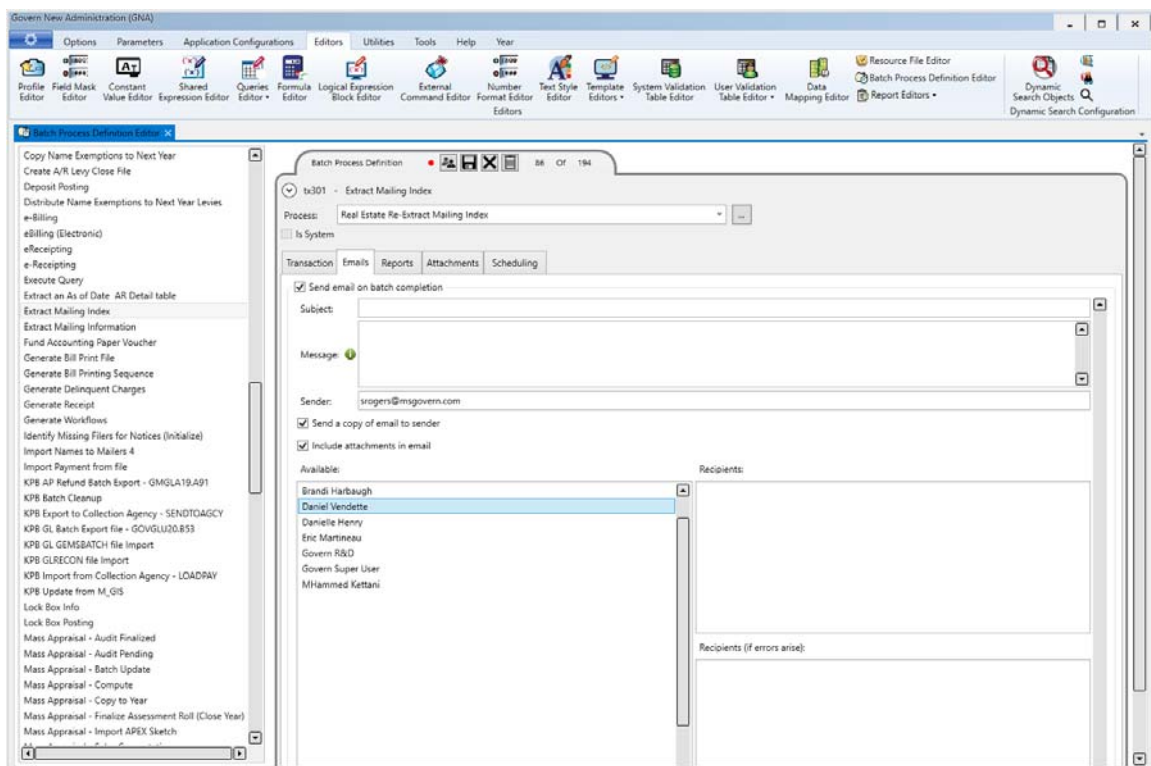 Govern New Administration (GNA)
Options Parameters Application Configurations Editors Utilities Tools Help Year
Profile Editor
Field Mask Editor
Constant Value Editor
Shared Expression Editor
Queries Editor
Formula Editor
Logical Expression Block Editor
External Command Editor
Number Format Editor
Text Style Editor
Template Editors
System Validation Table Editor
User Validation Table Editor
Data Mapping Editor
Resource File Editor
Batch Process Definition Editor
Report Editors
Dynamic Search Objects
Editors
Dynamic Search Configuration
Batch Process Definition Editor
Copy Name Exemptions to Next Year
Create A/R Levy Close File
Deposit Posting
Distribute Name Exemptions to Next Year Levies
e-Billing
eBilling (Electronic)
eReceipting
e-Receipting
Execute Query
Extract an As of Date AR Detail table
Extract Mailing Index
Extract Mailing Information
Fund Accounting Paper Voucher
Generate Bill Print File
Generate Bill Printing Sequence
Generate Delinquent Charges
Generate Receipt
Generate Workflows
Identify Missing Filers for Notices (Initialize)
Import Names to Mailers 4
Import Payment from file
KPB AP Refund Batch Export - GMGLA19.A91
KPB Batch Cleanup
KPB Export to Collection Agency - SENDTOAGCY
KPB GL Batch Export file - GOVGLU20.B53
KPB GL GEMSBATCH file Import
KPB GLRECON file Import
KPB Import from Collection Agency - LOADPAY
KPB Update from M_GIS
Lock Box Info
Lock Box Posting
Mass Appraisal - Audit Finalized
Mass Appraisal - Audit Pending
Mass Appraisal - Batch Update
Mass Appraisal - Compute
Mass Appraisal - Copy to Year
Mass Appraisal - Finalize Assessment Roll (Close Year)
Mass Appraisal - Import APEX Sketch
Batch Process Definition 86 Of 194
tx301 - Extract Mailing Index
Process: Real Estate Re-Extract Mailing Index ...
Is System
Transaction Emails Reports Attachments Scheduling
Send email on batch completion
Subject:
Message:
Sender: srogers@msgovern.com
Send a copy of email to sender
Include attachments in email
Available:
Brandi Harbaugh
Daniel Vendette
Danielle Henry
Eric Martineau
Govern R&D
Govern Super User
MHammed Kettani
Recipients:
Recipients (if errors arise):